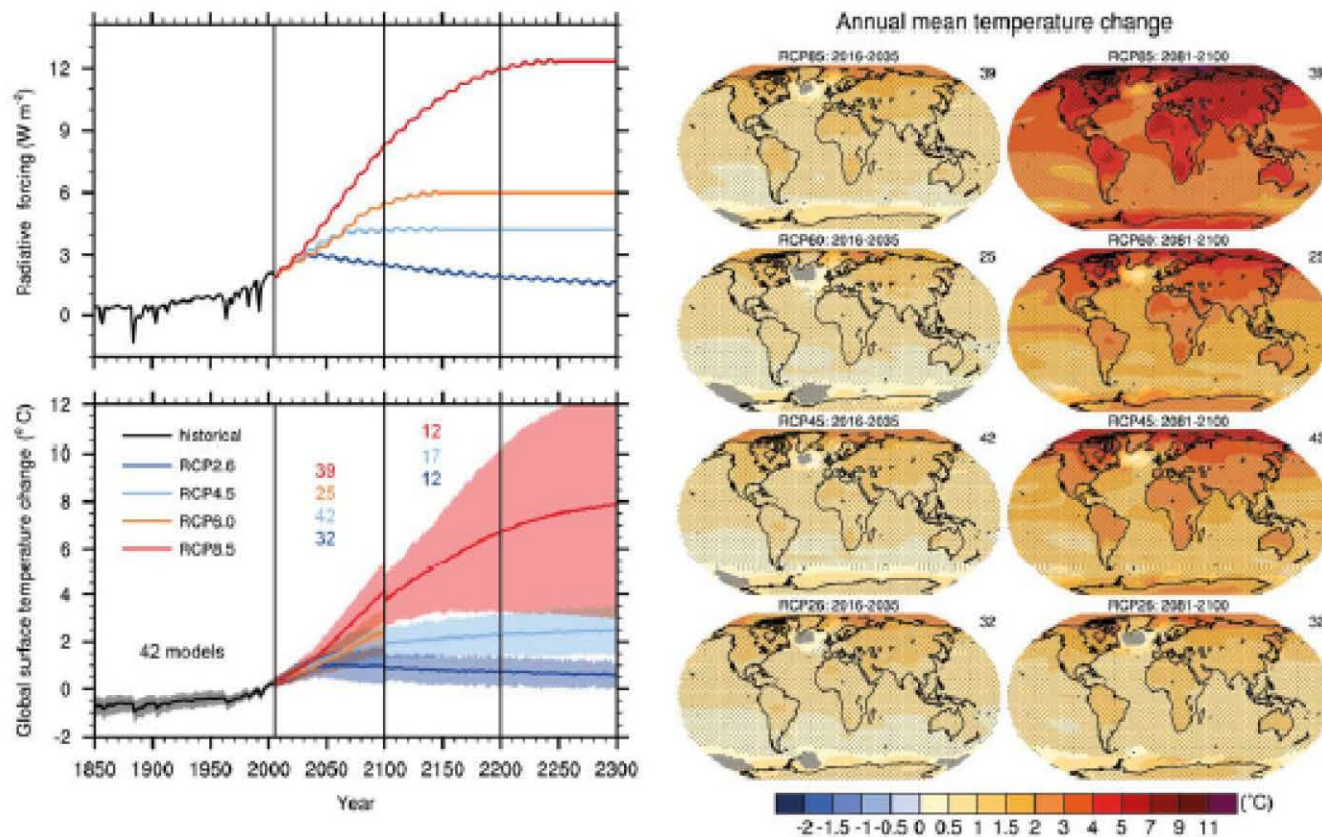 Radiative forcing (W m-2)
12
9
6
3
0
Global surface temperature change (°C)
12
10
8
6
4
2
0
-2
historical
RCP2.6
RCP4.5
RCP6.0
RCP8.5
42 models
39
25
42
32
12
17
12
1850 1900 1950 2000 2050 2100 2150 2200 2250 2300
Year
Annual mean temperature change
RCP85: 2016-2035
39
RCP85: 2081-2100
39
RCP60: 2016-2035
25
RCP60: 2081-2100
25
RCP45: 2016-2035
42
RCP45: 2081-2100
42
RCP26: 2016-2035
32
RCP26: 2081-2100
32
-2 -1.5 -1 -0.5 0 0.5 1 1.5 2 3 4 5 7 9 11 (°C)